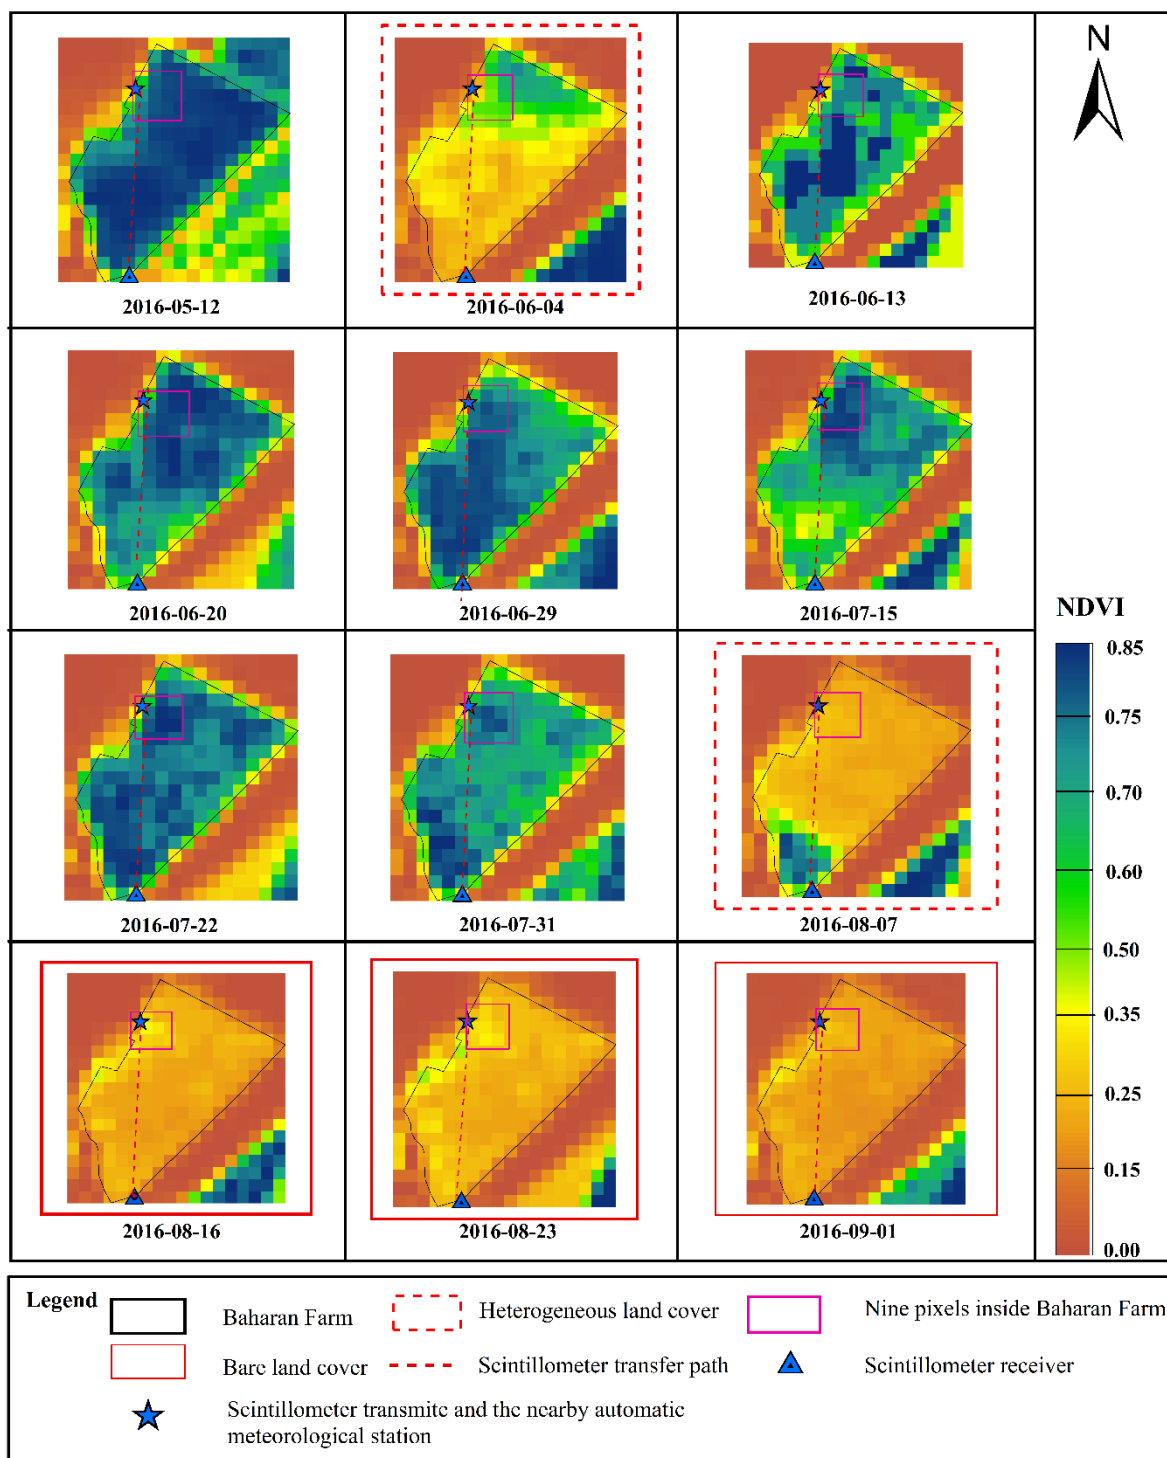 N
2016-05-12
2016-06-04
2016-06-13
2016-06-20
2016-06-29
2016-07-15
NDVI
0.85
0.75
0.70
0.60
0.50
0.35
0.25
0.15
0.00
2016-07-22
2016-07-31
2016-08-07
2016-08-16
2016-08-23
2016-09-01
Legend
Baharan Farm
Heterogeneous land cover
Nine pixels inside Baharan Farm
Bare land cover
Scintillometer transfer path
Scintillometer receiver
Scintillometer transmite and the nearby automatic
meteorological station